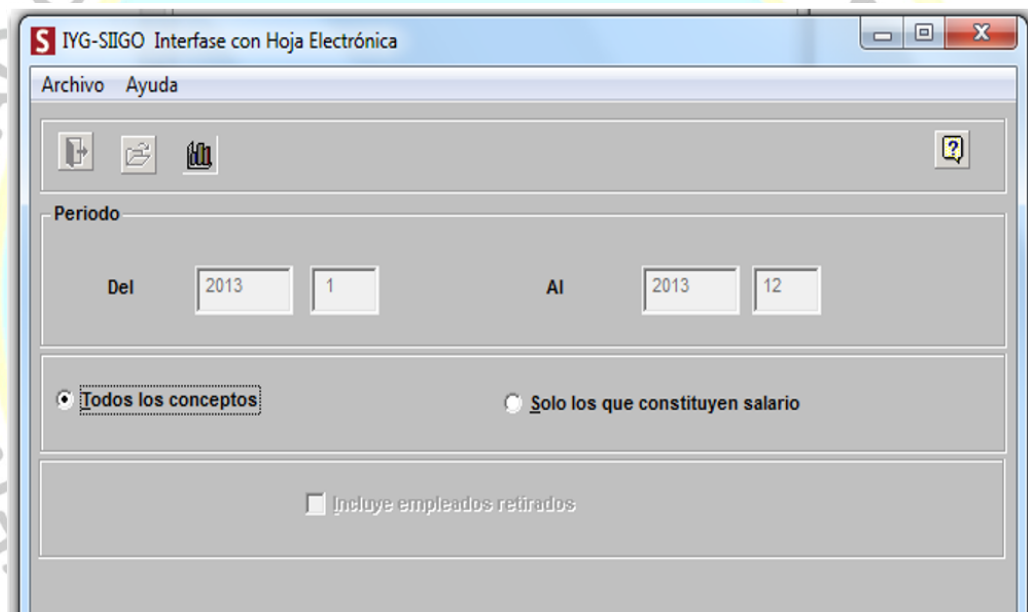 IYG-SIIGO Interfase con Hoja Electrónica
Archivo Ayuda
Periodo
Del 2013 1 Al 2013 12
Todos los conceptos Solo los que constituyen salario
Incluye empleados retirados